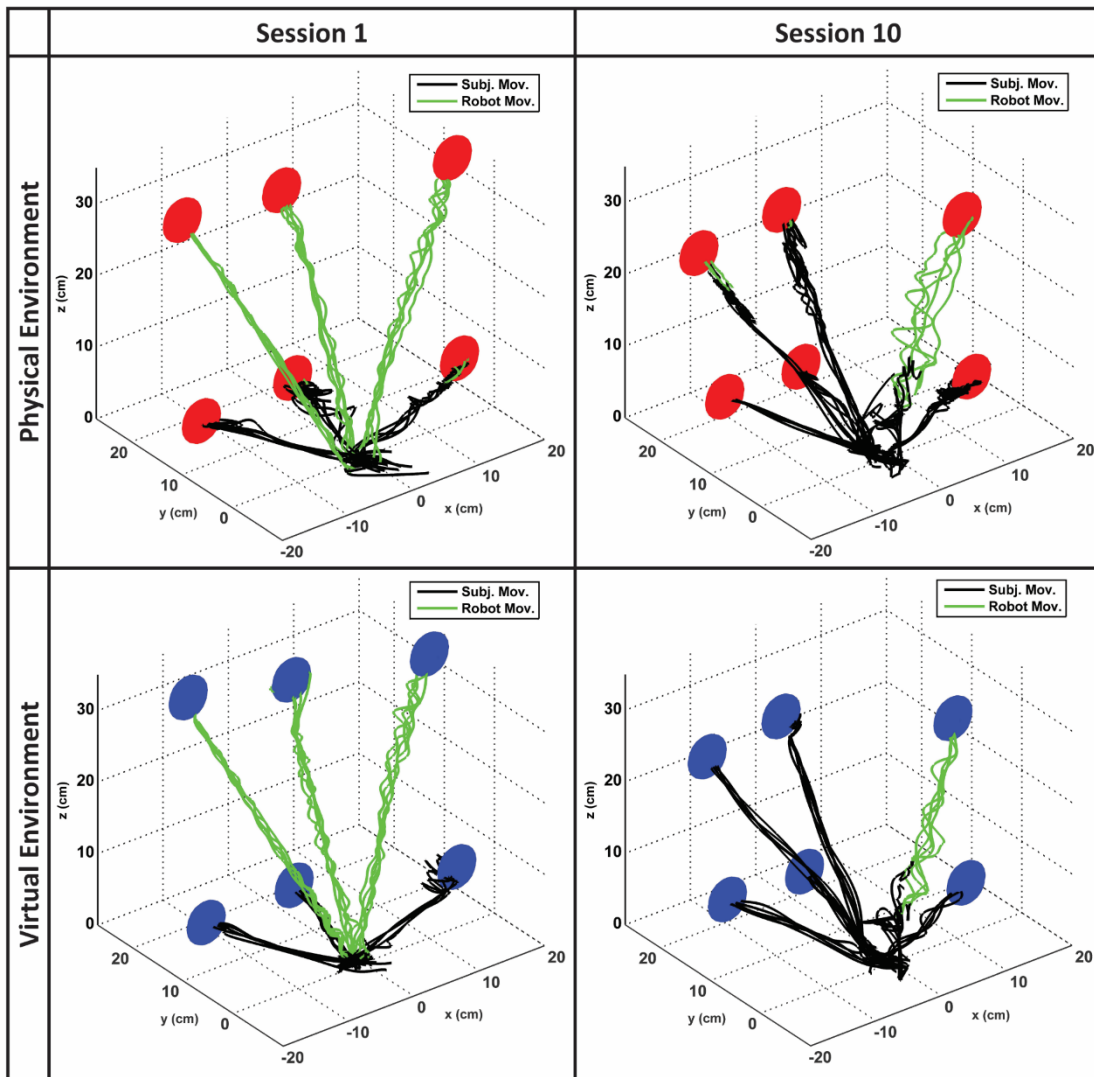 Session 1
Session 10
Physical Environment
Subj. Mov.
Robot Mov.
z (cm)
30
20
10
0
20
10
0
-20
y (cm)
-10
0
10
20
x (cm)
Subj. Mov.
Robot Mov.
z (cm)
30
20
10
0
20
10
0
-20
y (cm)
-10
0
10
20
x (cm)
Virtual Environment
Subj. Mov.
Robot Mov.
z (cm)
30
20
10
0
20
10
0
-20
y (cm)
-10
0
10
20
x (cm)
Subj. Mov.
Robot Mov.
z (cm)
30
20
10
0
20
10
0
-20
y (cm)
-10
0
10
20
x (cm)